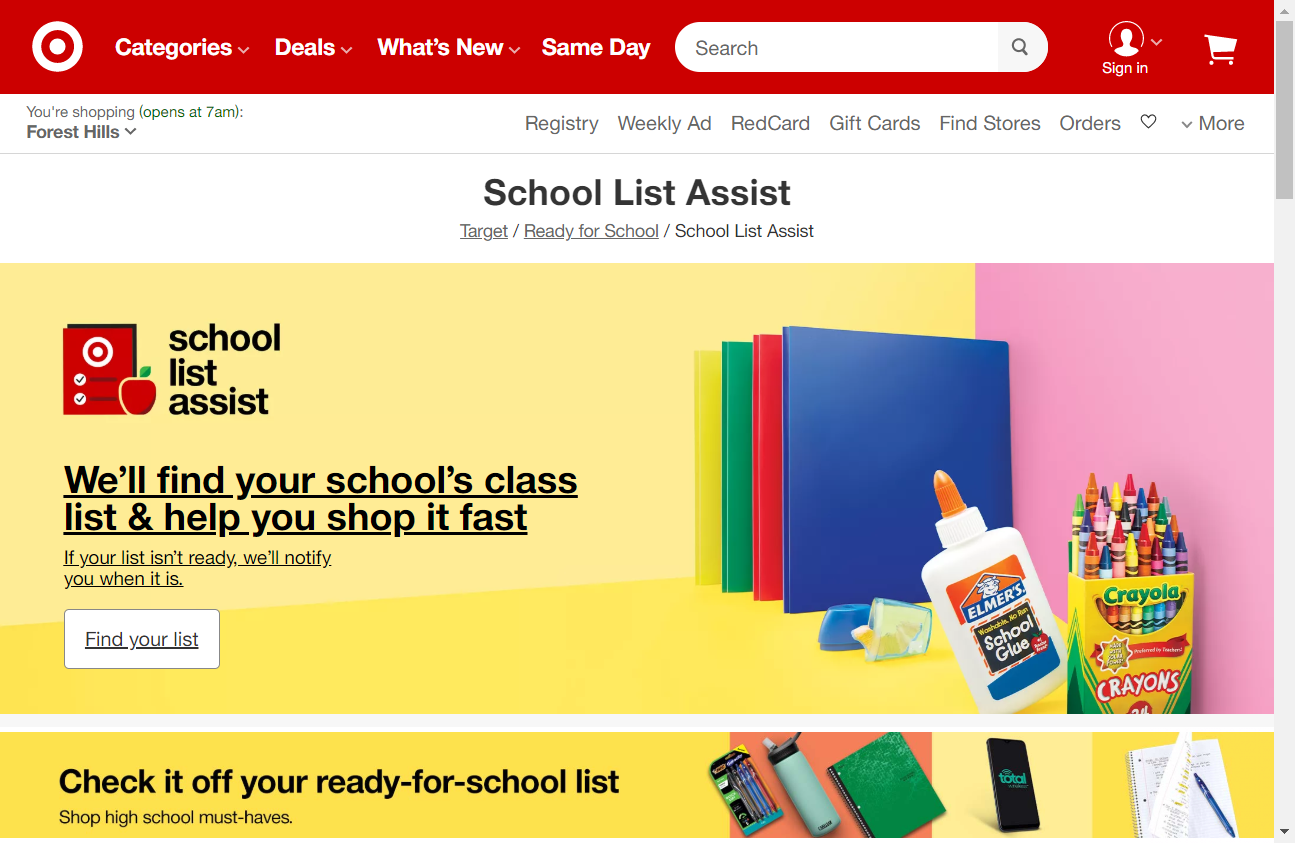 Categories
Deals
What's New
Same Day
Search
Sign in
You're shopping (opens at 7am):
Forest Hills
Registry
Weekly Ad
RedCard
Gift Cards
Find Stores
Orders
More
School List Assist
Target / Ready for School / School List Assist
school
list
assist
We'll find your school's class
list & help you shop it fast
If your list isn't ready, we'll notify
you when it is.
Find your list
ELMER'S
Washable, No Run
School
Glue
Crayola
Preferred by Teachers!
CRAYONS
24
Check it off your ready-for-school list
Shop high school must-haves.
BIC
CAMELBAK
total
wireless